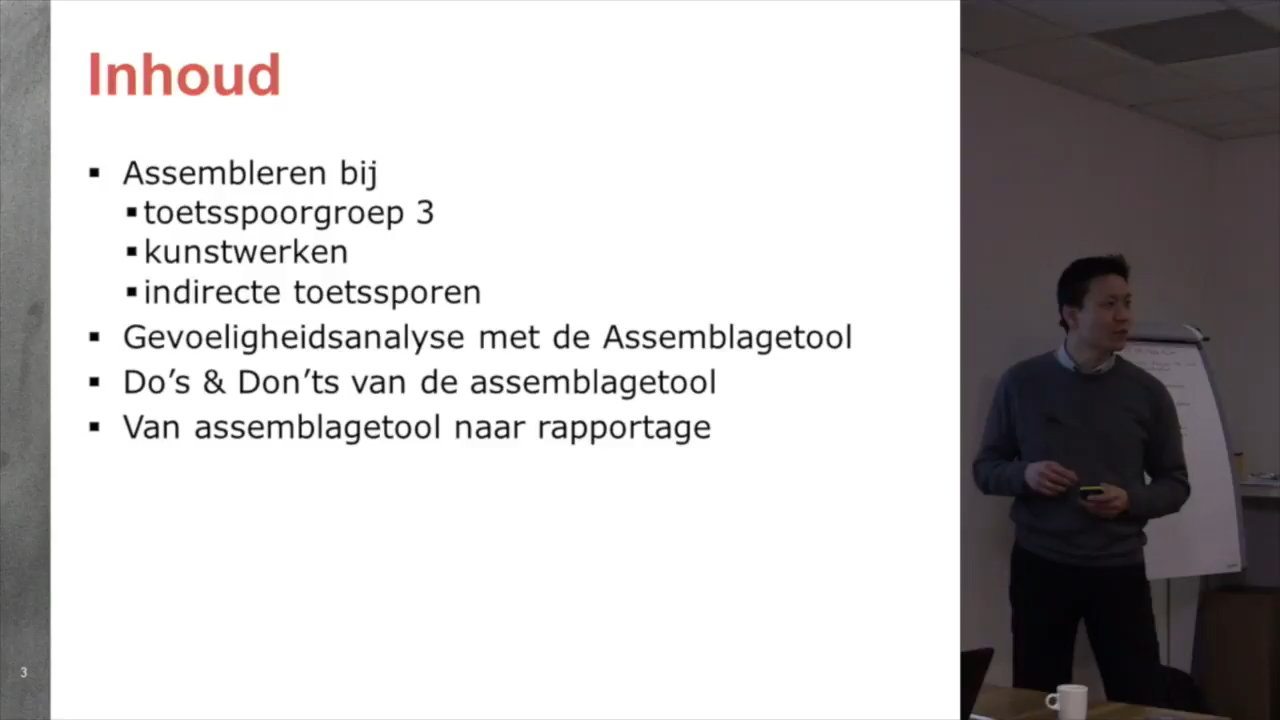 Inhoud
▪ Assembleren bij
▪ toetsspoorgroep 3
▪ kunstwerken
▪ indirecte toetssporen
▪ Gevoeligheidsanalyse met de Assemblagetool
▪ Do’s & Don’ts van de assemblagetool
▪ Van assemblagetool naar rapportage
3